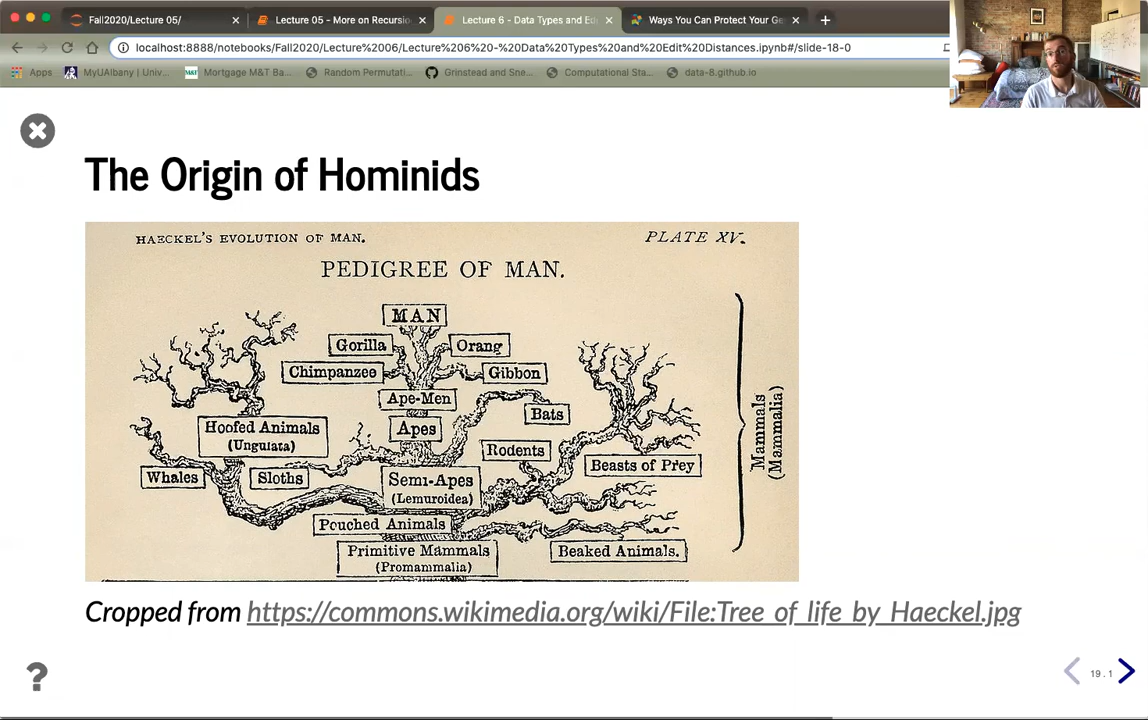 Fall2020/Lecture 05/
Lecture 05 - More on Recursio
Lecture 6 - Data Types and Ed
Ways You Can Protect Your Ge
localhost:8888/notebooks/Fall2020/Lecture%2006/Lecture%206%20-%20Data%20Types%20and%20Edit%20Distances.ipynb#/slide-18-0
Apps
MyUAlbany | Univ...
Mortgage M&T Ba...
Random Permutati...
Grinstead and Sne...
Computational Sta...
data-8.github.io
The Origin of Hominids
HAECKEL'S EVOLUTION OF MAN.
PLATE XV.
PEDIGREE OF MAN.
MAN
Gorilla
Orang
Chimpanzee
Gibbon
Ape-Men
Bats
Hoofed Animals
(Ungulata)
Apes
Rodents
Beasts of Prey
Whales
Sloths
Semi-Apes
(Lemuroidea)
Pouched Animals
Primitive Mammals
(Promammalia)
Beaked Animals.
Mammals
(Mammalia)
Cropped from https://commons.wikimedia.org/wiki/File:Tree_of_life_by_Haeckel.jpg
?
19.1